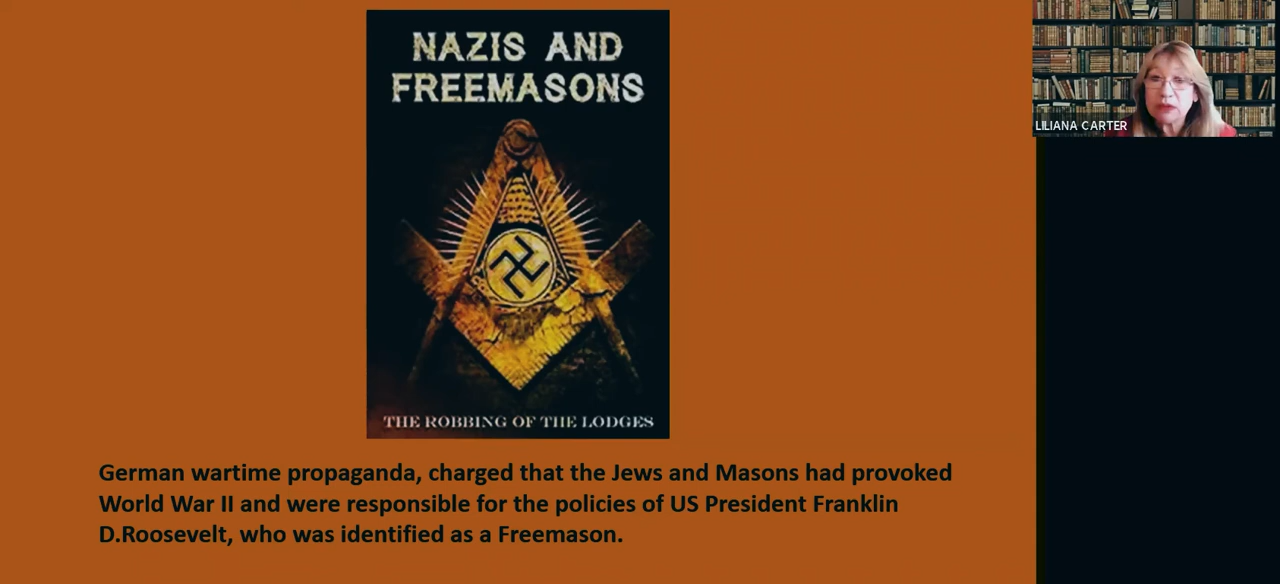 NAZIS AND
FREEMASONS
THE ROBBING OF THE LODGES
German wartime propaganda, charged that the Jews and Masons had provoked
World War II and were responsible for the policies of US President Franklin
D.Roosevelt, who was identified as a Freemason.
LILIANA CARTER